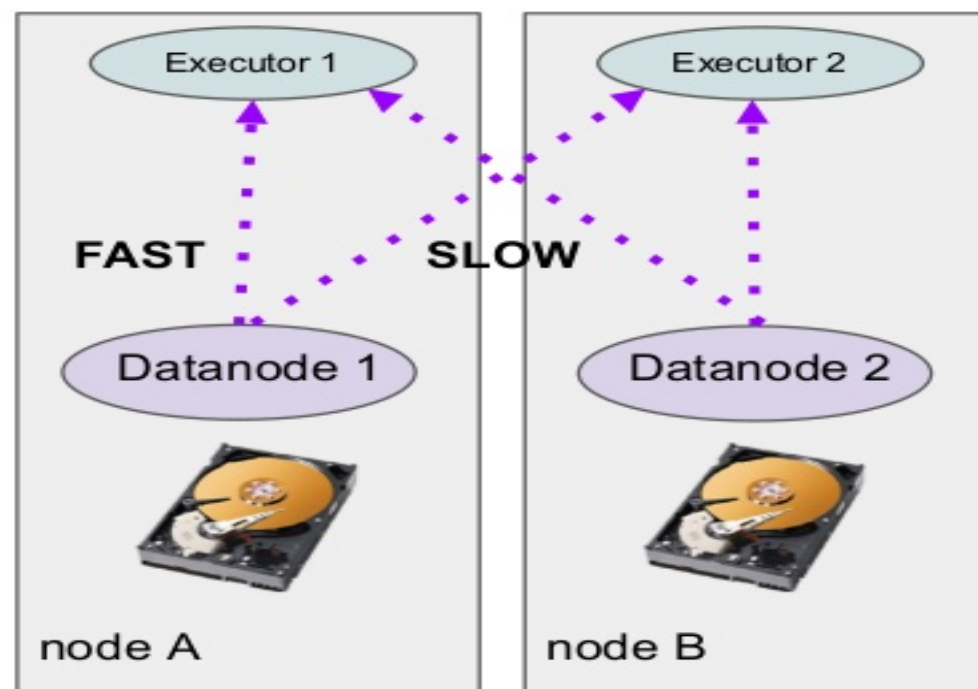 Executor 1
Executor 2
FAST
SLOW
Datanode 1
Datanode 2
node A
node B